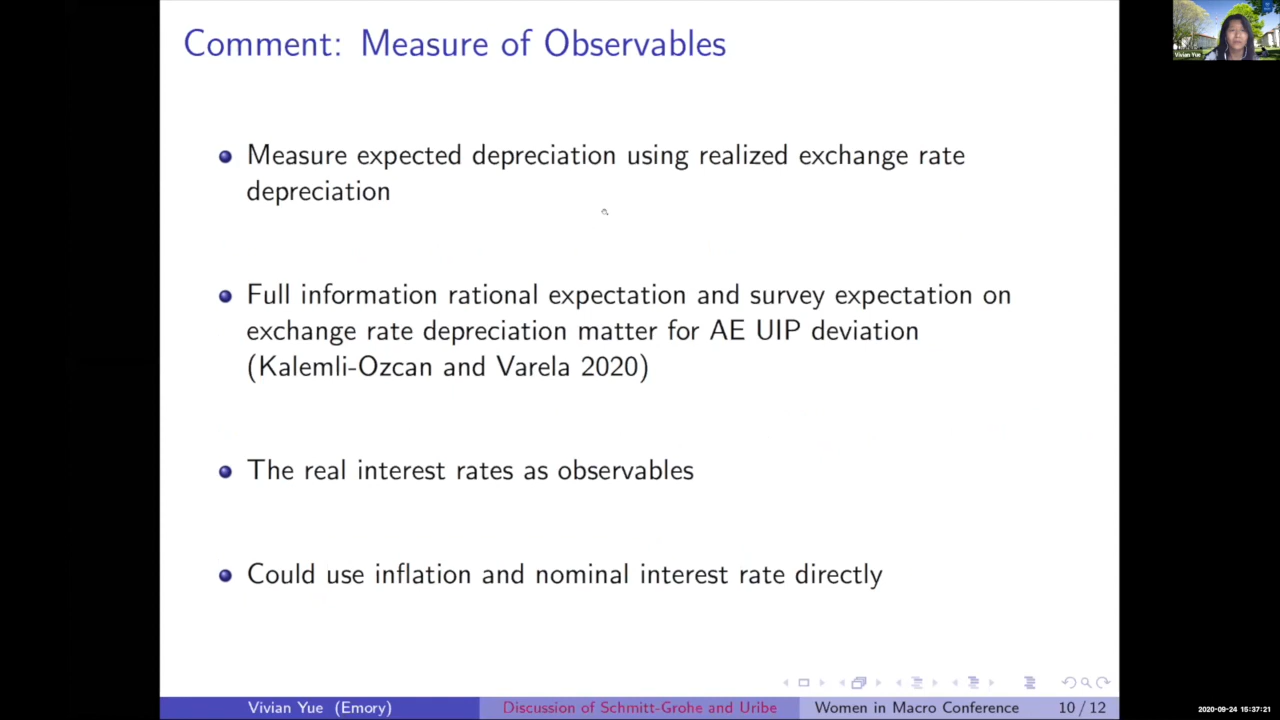 Comment: Measure of Observables
Vivian Yue
Measure expected depreciation using realized exchange rate
depreciation
Full information rational expectation and survey expectation on
exchange rate depreciation matter for AE UIP deviation
(Kalemli-Ozcan and Varela 2020)
The real interest rates as observables
Could use inflation and nominal interest rate directly
Vivian Yue (Emory)
Discussion of Schmitt-Grohe and Uribe
Women in Macro Conference
10 / 12
2020-09-24 15:37:21